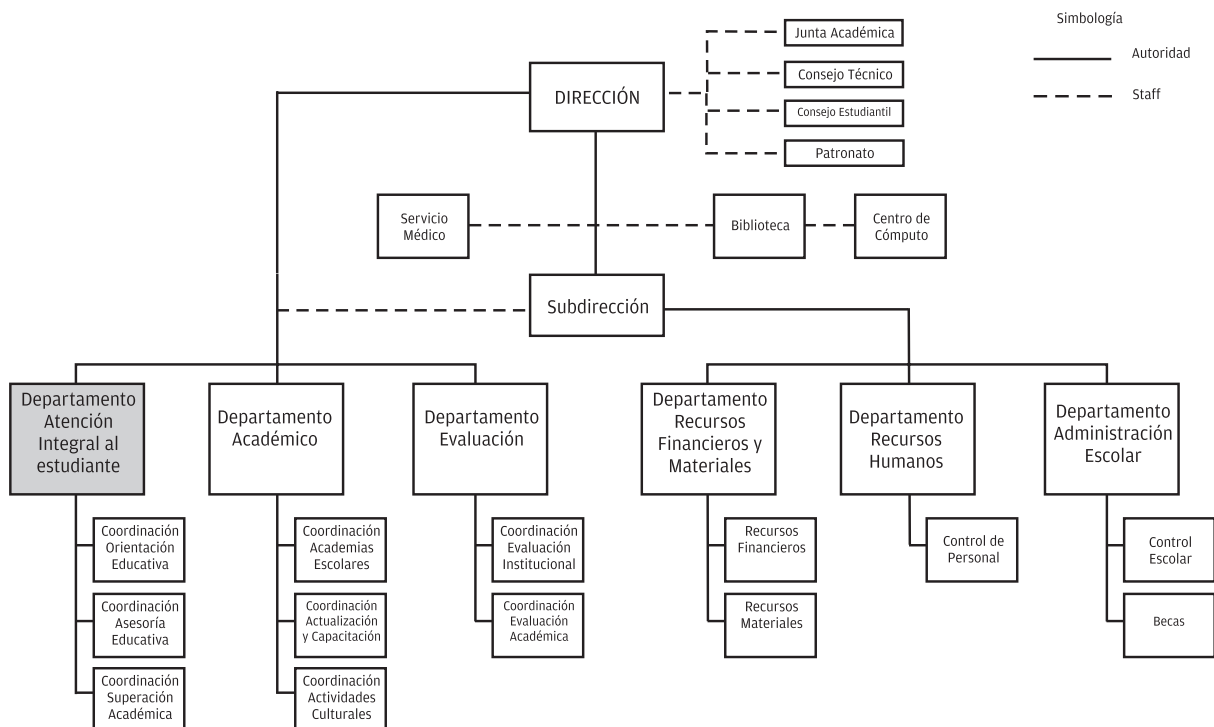 Simbología
Autoridad
Staff
Junta Académica
Consejo Técnico
Consejo Estudiantil
Patronato
DIRECCIÓN
Servicio
Médico
Biblioteca
Centro de
Cómputo
Subdirección
Departamento
Atención
Integral al
estudiante
Departamento
Académico
Departamento
Evaluación
Departamento
Recursos
Financieros y
Materiales
Departamento
Recursos
Humanos
Departamento
Administración
Escolar
Coordinación
Orientación
Educativa
Coordinación
Asesoría
Educativa
Coordinación
Superación
Académica
Coordinación
Academias
Escolares
Coordinación
Actualización
y Capacitación
Coordinación
Actividades
Culturales
Coordinación
Evaluación
Institucional
Coordinación
Evaluación
Académica
Recursos
Financieros
Recursos
Materiales
Control de
Personal
Control
Escolar
Becas